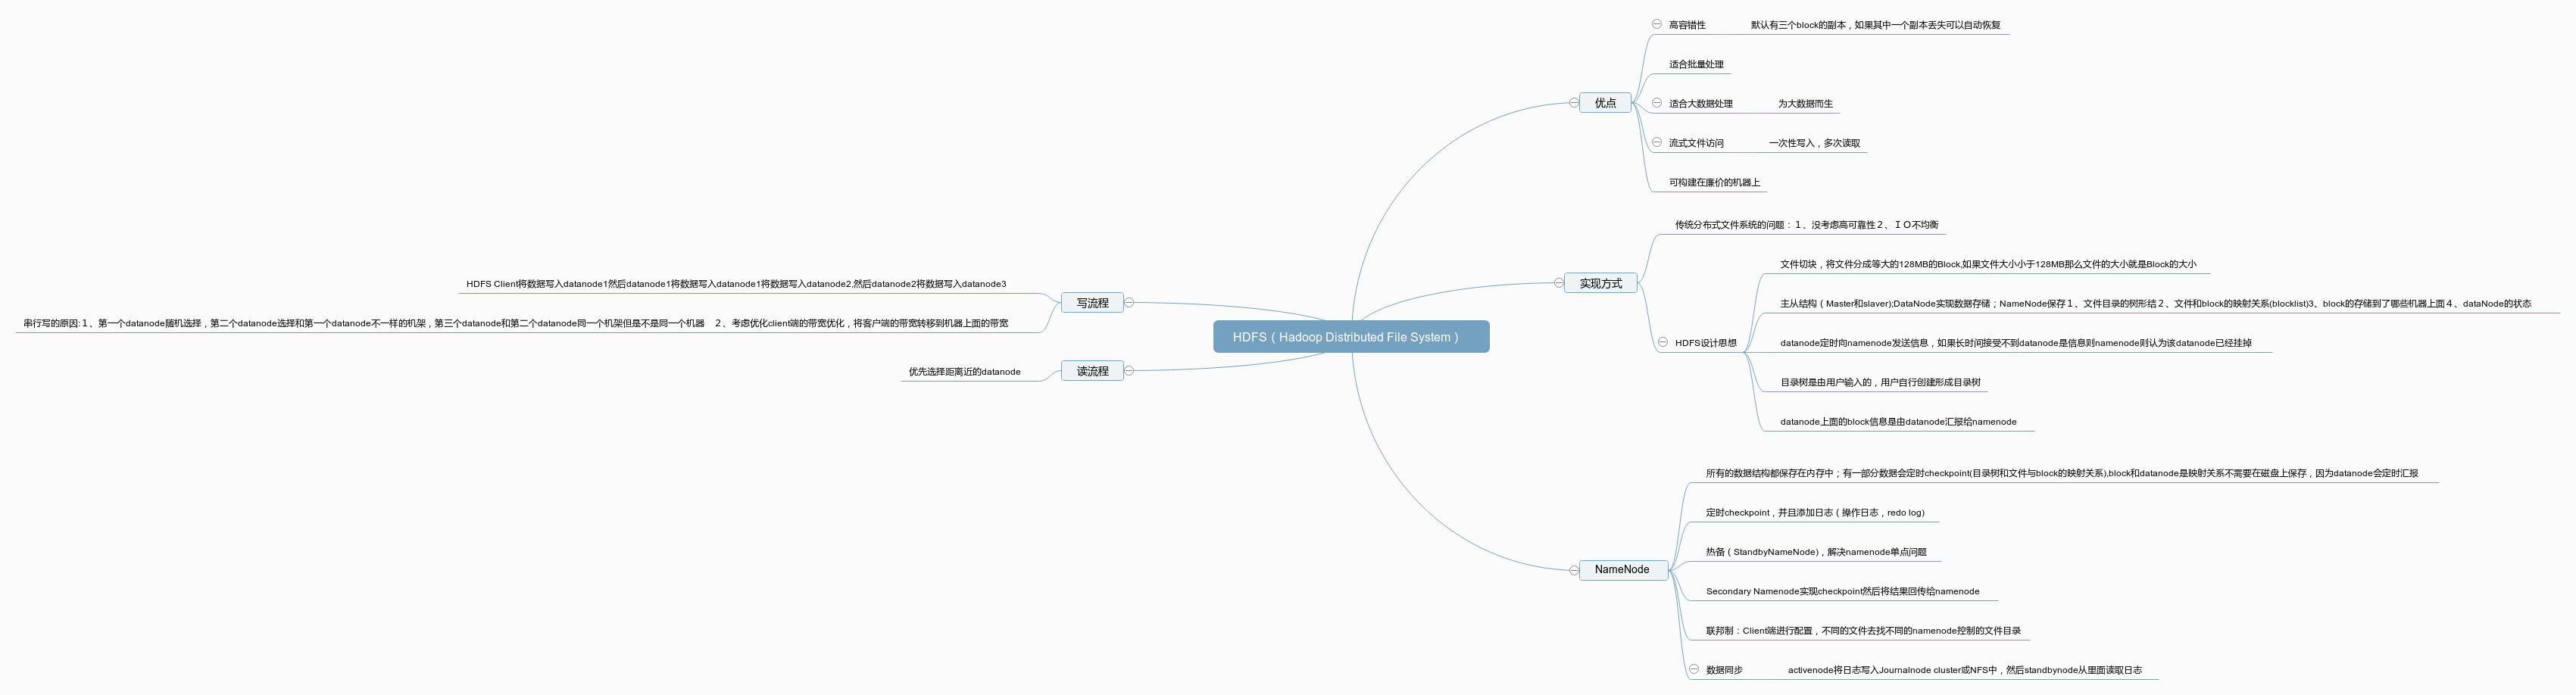 HDFS（Hadoop Distributed File System）
优点
高容错性
默认有三个block的副本，如果其中一个副本丢失可以自动恢复
适合批量处理
适合大数据处理
为大数据而生
流式文件访问
一次性写入，多次读取
可构建在廉价的机器上
实现方式
传统分布式文件系统的问题：１、没考虑高可靠性２、ＩＯ不均衡
HDFS设计思想
文件切块，将文件分成等大的128MB的Block,如果文件大小小于128MB那么文件的大小就是Block的大小
主从结构（Master和slaver);DataNode实现数据存储；NameNode保存１、文件目录的树形结２、文件和block的映射关系(blocklist)3、block的存储到了哪些机器上面４、dataNode的状态
datanode定时向namenode发送信息，如果长时间接受不到datanode是信息则namenode则认为该datanode已经挂掉
目录树是由用户输入的，用户自行创建形成目录树
datanode上面的block信息是由datanode汇报给namenode
NameNode
所有的数据结构都保存在内存中；有一部分数据会定时checkpoint(目录树和文件与block的映射关系),block和datanode是映射关系不需要在磁盘上保存，因为datanode会定时汇报
定时checkpoint，并且添加日志（操作日志，redo log)
热备（StandbyNameNode)，解决namenode单点问题
Secondary Namenode实现checkpoint然后将结果回传给namenode
联邦制：Client端进行配置，不同的文件去找不同的namenode控制的文件目录
数据同步
activenode将日志写入Journalnode cluster或NFS中，然后standbynode从里面读取日志
写流程
HDFS Client将数据写入datanode1然后datanode1将数据写入datanode1将数据写入datanode2,然后datanode2将数据写入datanode3
串行写的原因:１、第一个datanode随机选择，第二个datanode选择和第一个datanode不一样的机架，第三个datanode和第二个datanode同一个机架但是不是同一个机器　２、考虑优化client端的带宽优化，将客户端的带宽转移到机器上面的带宽
读流程
优先选择距离近的datanode